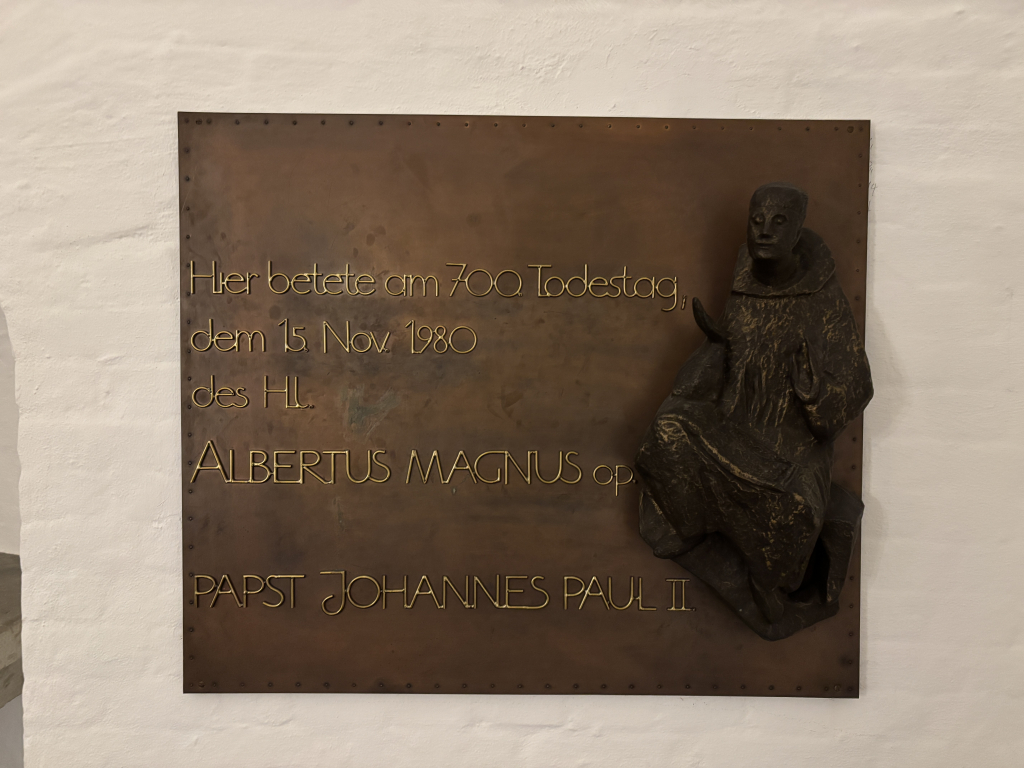 Hier betete am 700. Todestag,
dem 15. Nov. 1980
des Hl.
ALBERTUS MAGNUS op.
PAPST JOHANNES PAUL II.